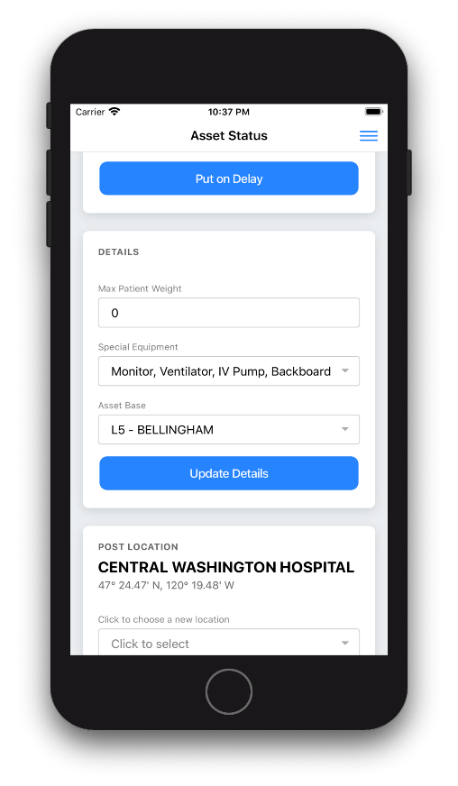 Carrier 10:37 PM
Asset Status
Put on Delay
DETAILS
Max Patient Weight
0
Special Equipment
Monitor, Ventilator, IV Pump, Backboard
Asset Base
L5 - BELLINGHAM
Update Details
POST LOCATION
CENTRAL WASHINGTON HOSPITAL
47° 24.47' N, 120° 19.48' W
Click to choose a new location
Click to select